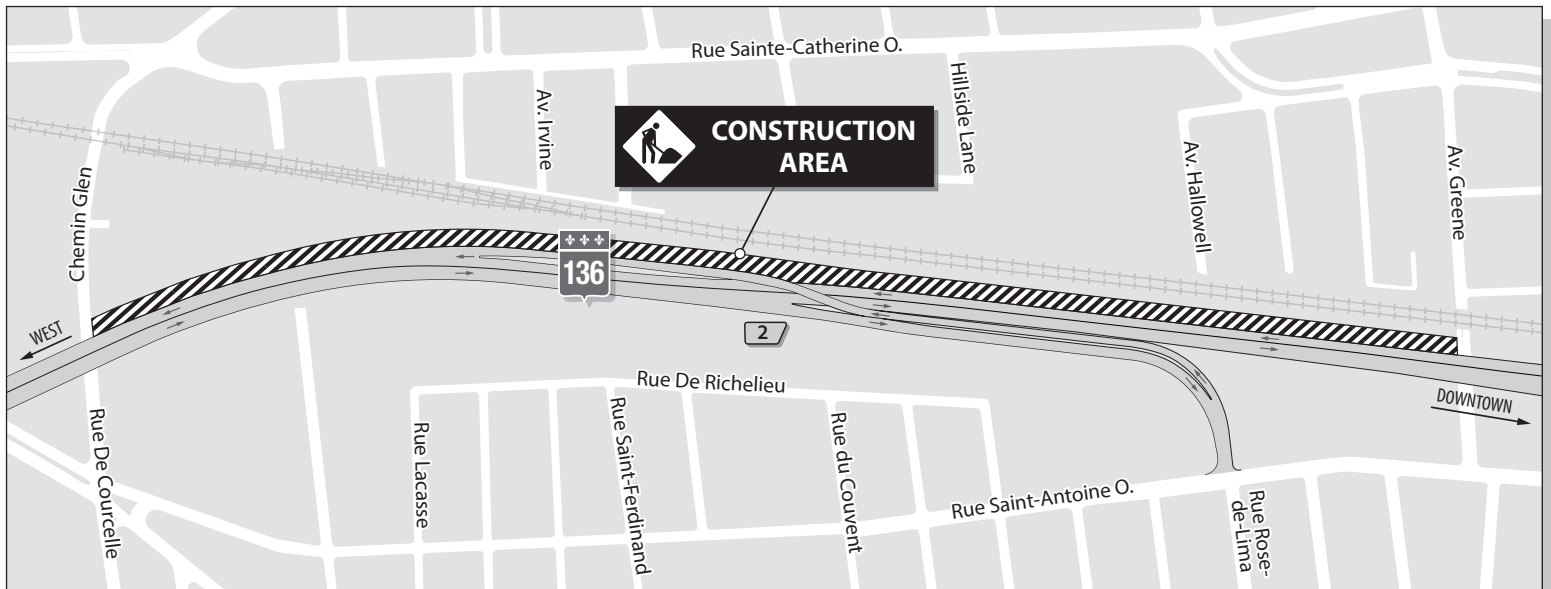 Rue Sainte-Catherine O.
Hillside Lane
Av. Irvine
CONSTRUCTION
AREA
Av. Hallowell
Av. Greene
Chemin Glen
136
WEST
2
DOWNTOWN
Rue De Richelieu
Rue De Courcelle
Rue Lacasse
Rue Saint-Ferdinand
Rue du Couvent
Rue Saint-Antoine O.
Rue Rose-
de-Lima